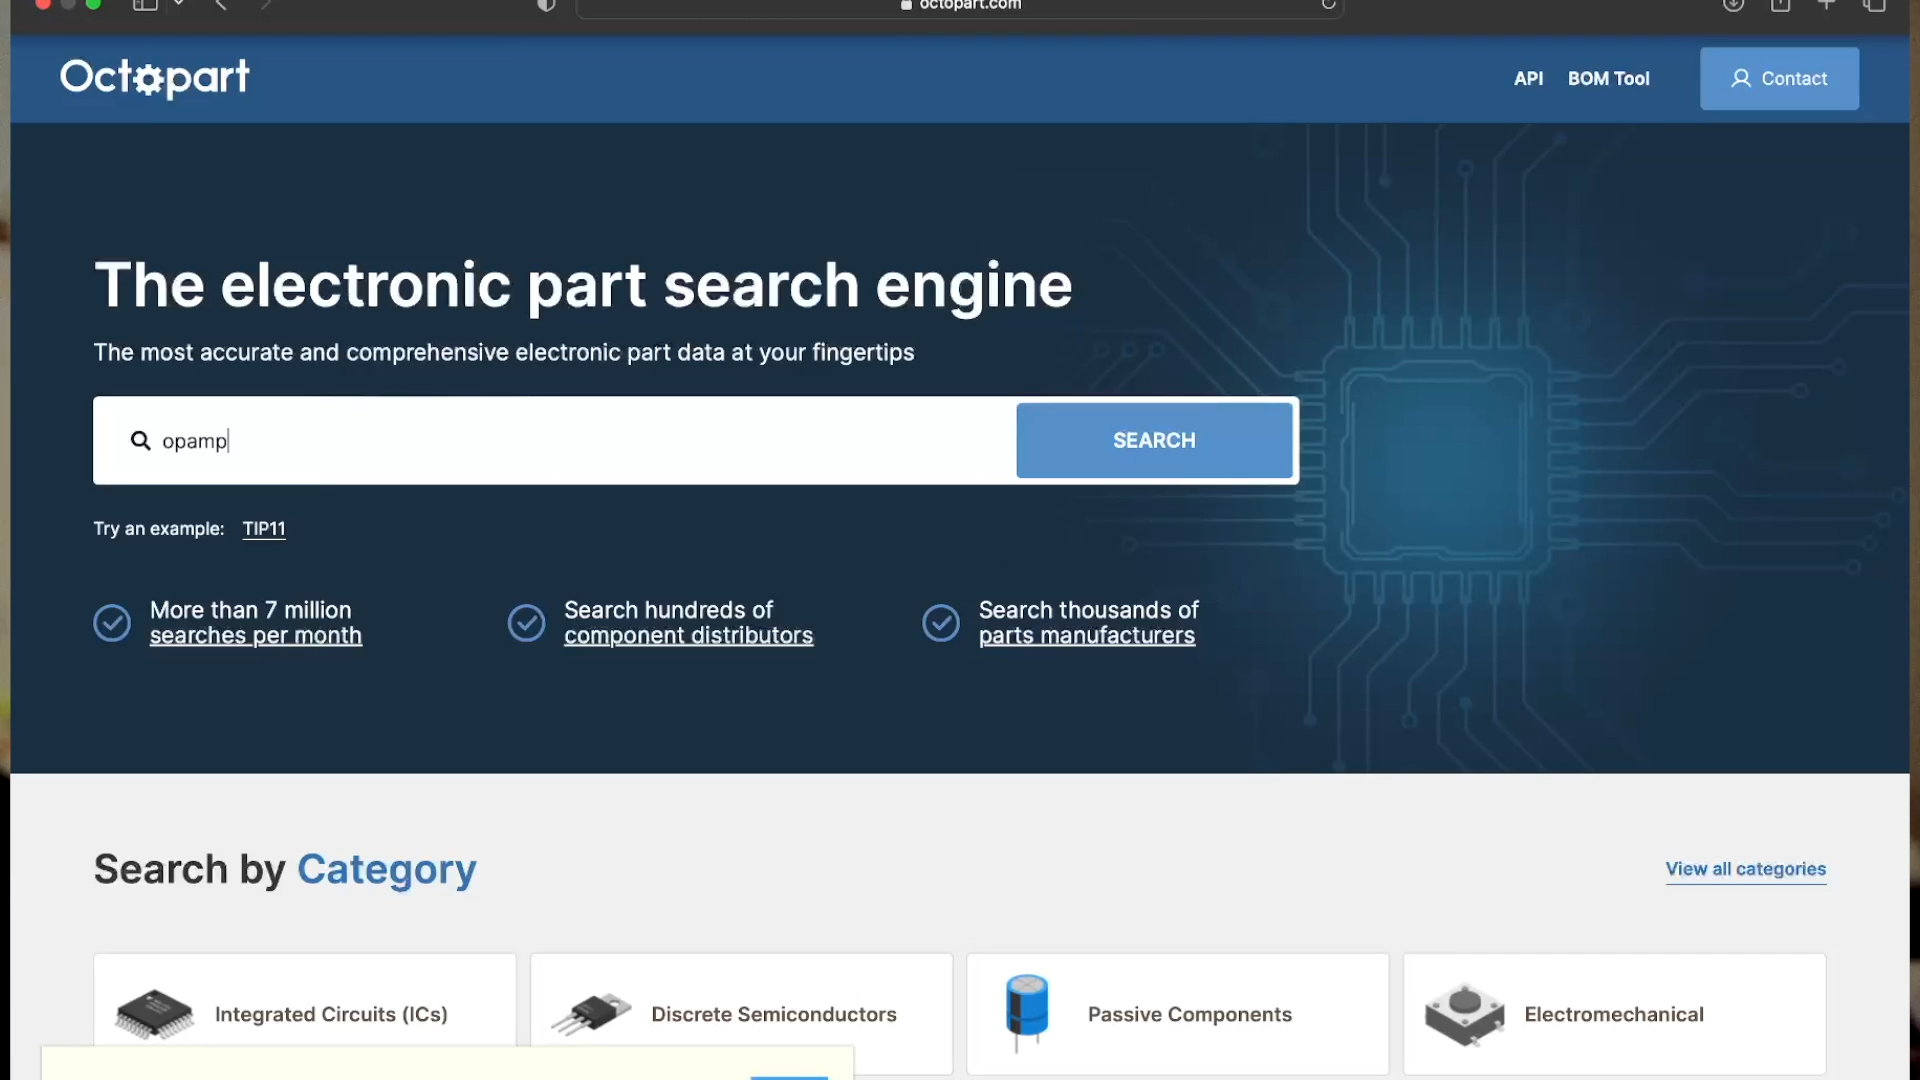 octopart.com
Octopart
API BOM Tool Contact
The electronic part search engine
The most accurate and comprehensive electronic part data at your fingertips
opamp SEARCH
Try an example: TIP11
More than 7 million
searches per month
Search hundreds of
component distributors
Search thousands of
parts manufacturers
Search by Category
View all categories
Integrated Circuits (ICs)
Discrete Semiconductors
Passive Components
Electromechanical